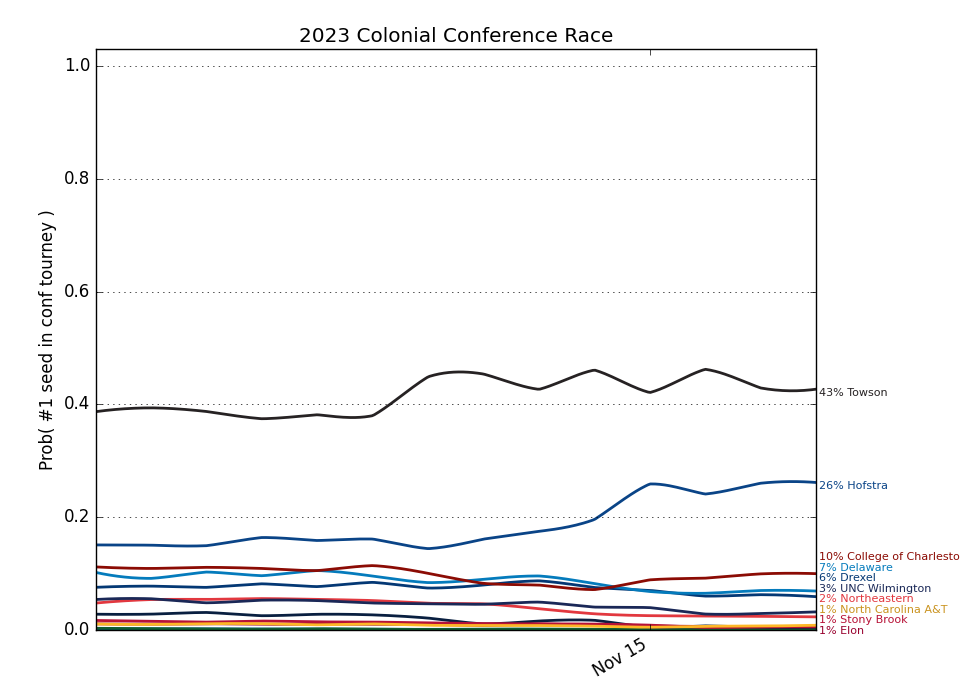 2023 Colonial Conference Race
Prob( #1 seed in conf tourney )
1.0
0.8
0.6
0.4
0.2
0.0
Nov 15
43% Towson
26% Hofstra
10% College of Charlesto
7% Delaware
6% Drexel
3% UNC Wilmington
2% Northeastern
1% North Carolina A&T
1% Stony Brook
1% Elon